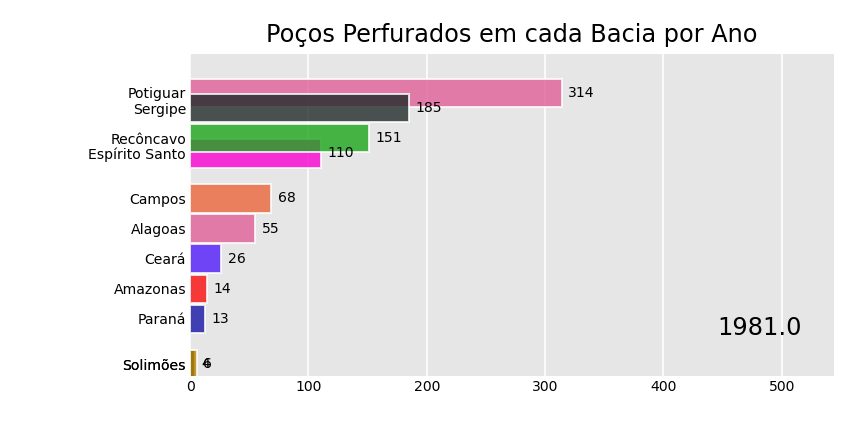 Poços Perfurados em cada Bacia por Ano
Potiguar 314
Sergipe 185
Recôncavo 151
Espírito Santo 110
Campos 68
Alagoas 55
Ceará 26
Amazonas 14
Paraná 13
1981.0
Solimões
0 100 200 300 400 500